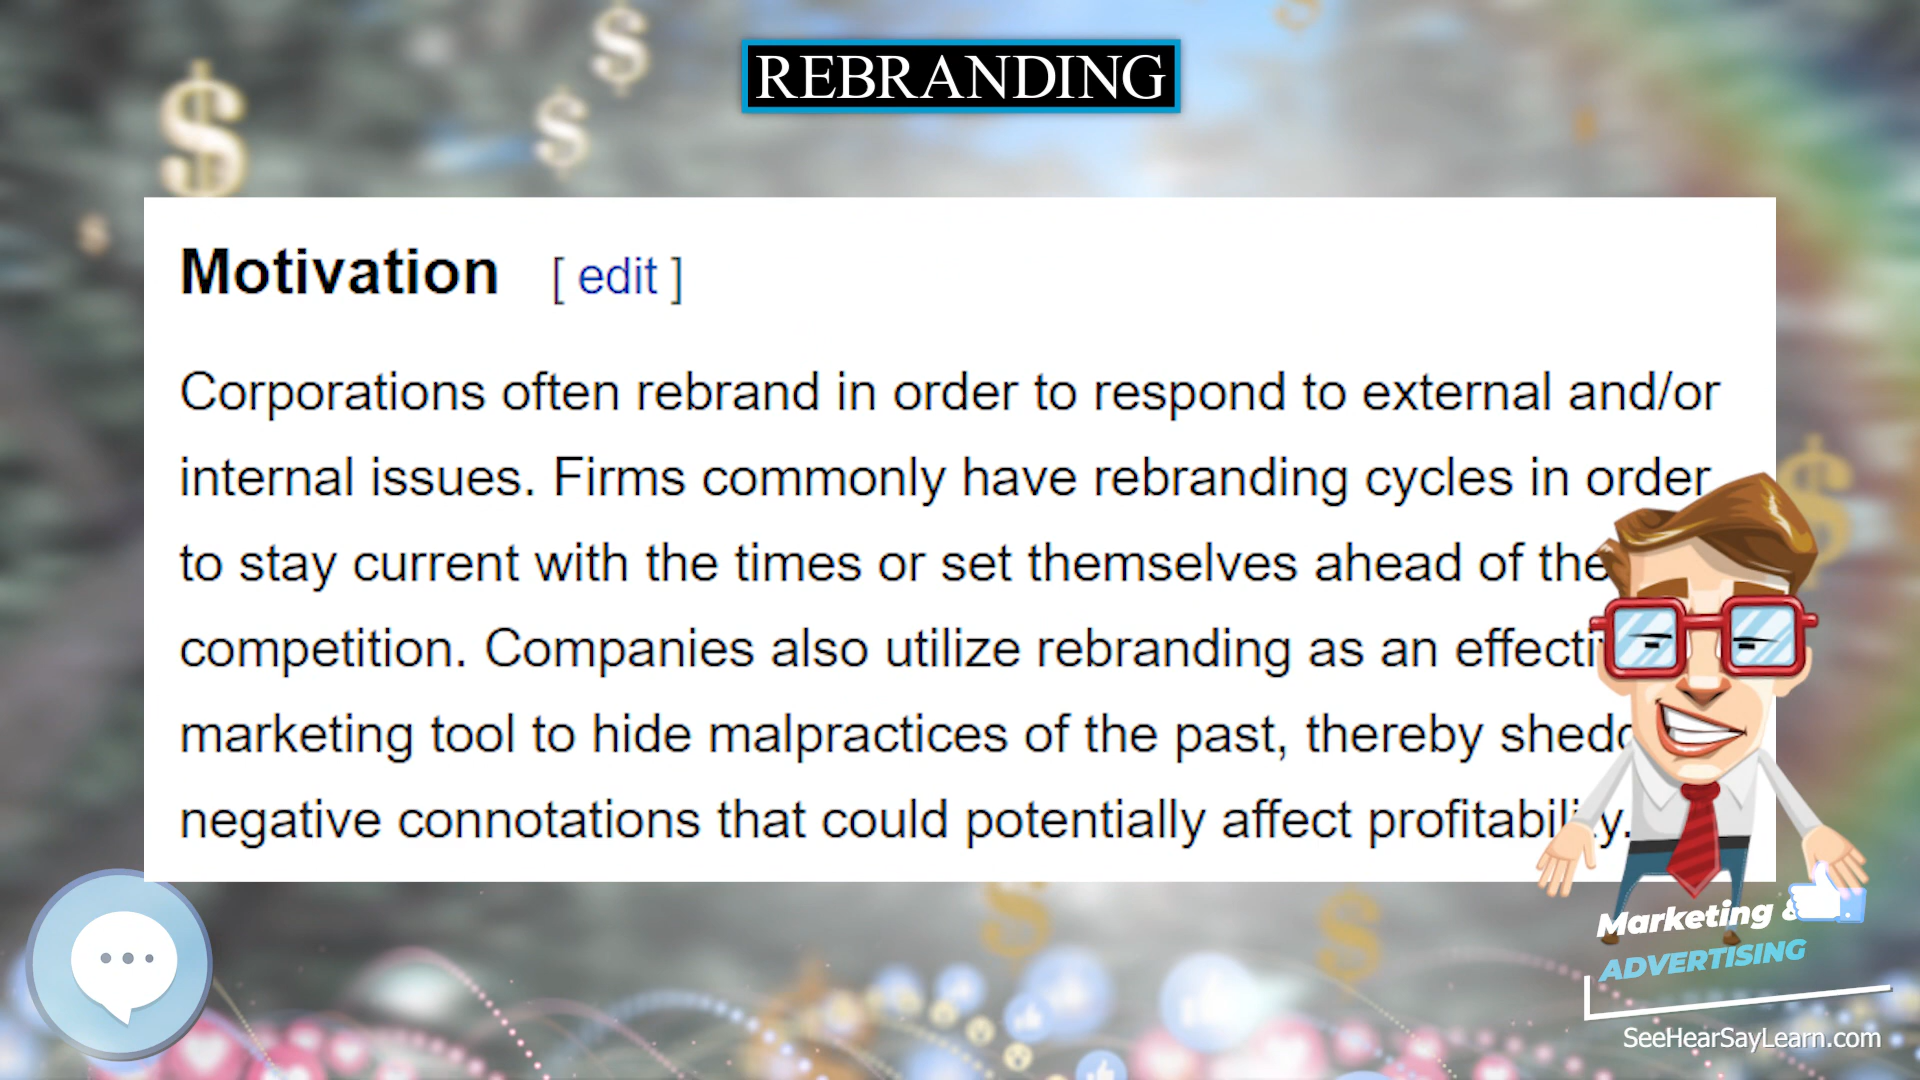 REBRANDING
Motivation [ edit ]
Corporations often rebrand in order to respond to external and/or
internal issues. Firms commonly have rebranding cycles in order
to stay current with the times or set themselves ahead of the
competition. Companies also utilize rebranding as an
marketing tool to hide malpractices of the past, thereby
negative connotations that could potentially affect profitability.
Marketing &
ADVERTISING
SeeHearSayLearn.com